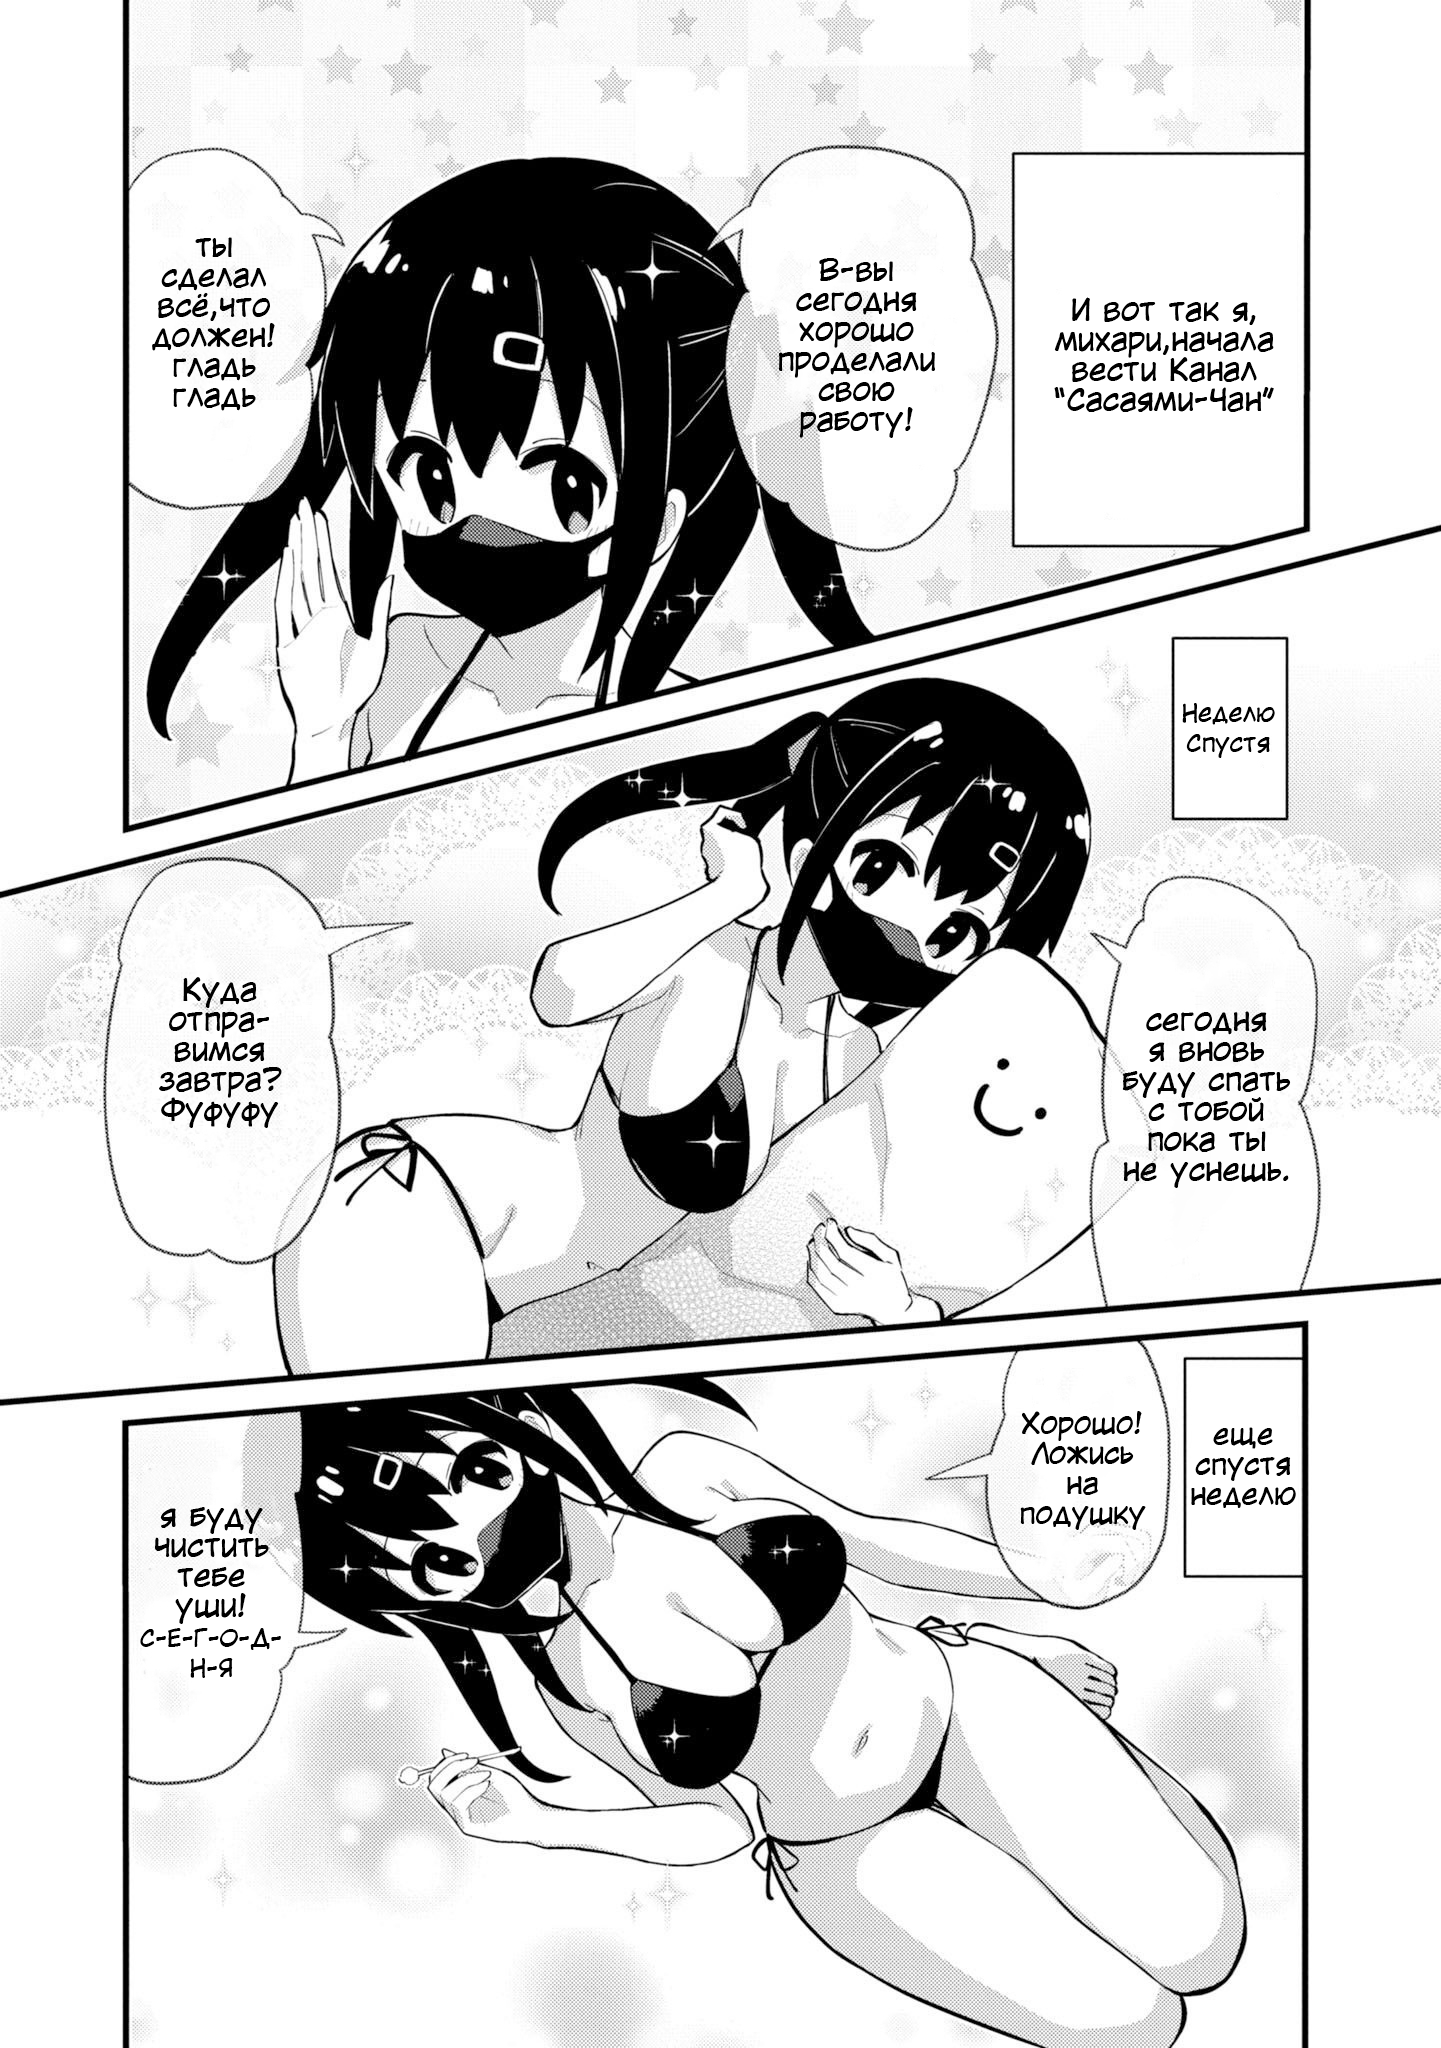 И вот так я,
михари,начала
вести Канал
"Сасаями-Чан"
В-вы
сегодня
хорошо
проделали
свою
работу!
ты
сделал
всё,что
должен!
гладь
гладь
Неделю
Спустя
сегодня
я вновь
буду спать
с тобой
пока ты
не уснешь.
Куда
отпра-
вимся
завтра?
Фуфуфу
еще
спустя
неделю
Хорошо!
Ложись
на
подушку
я буду
чистить
тебе
уши!
с-е-г-о-д-
н-я